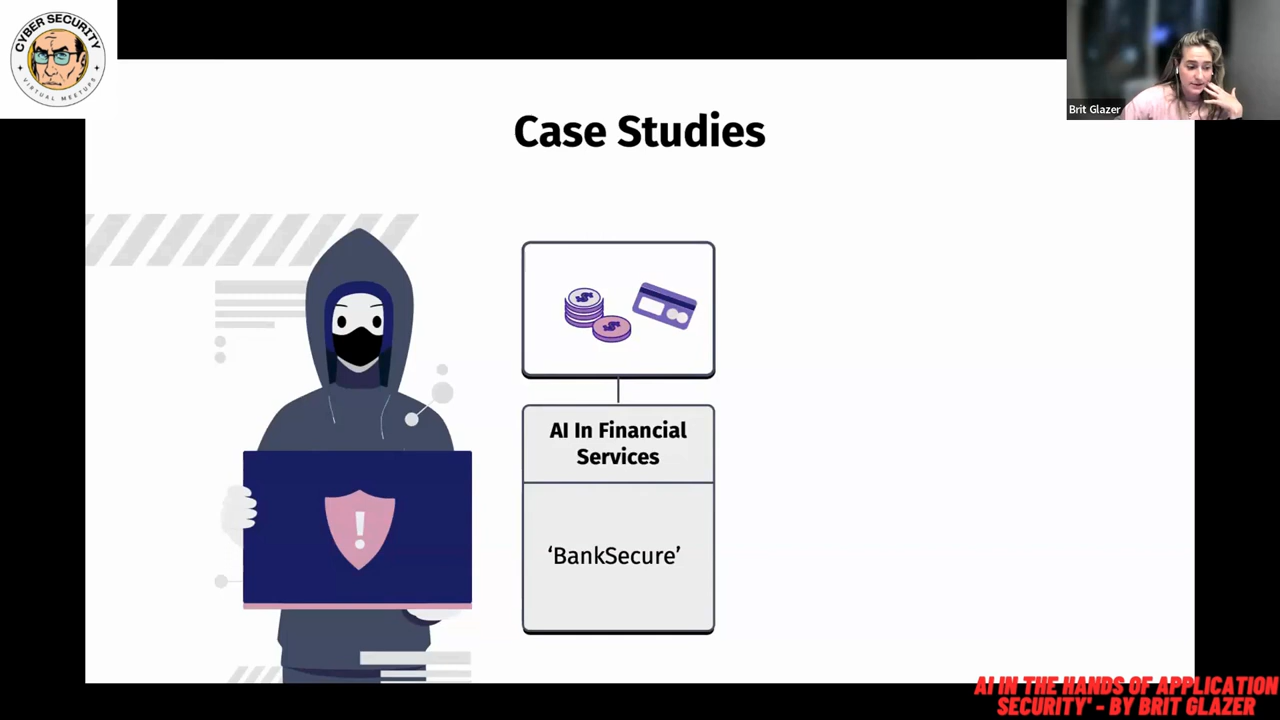 CYBER SECURITY
VIRTUAL MEETUPS
Brit Glazer
Case Studies
$
$
!
AI In Financial
Services
‘BankSecure’
AI IN THE HANDS OF APPLICATION
SECURITY' - BY BRIT GLAZER